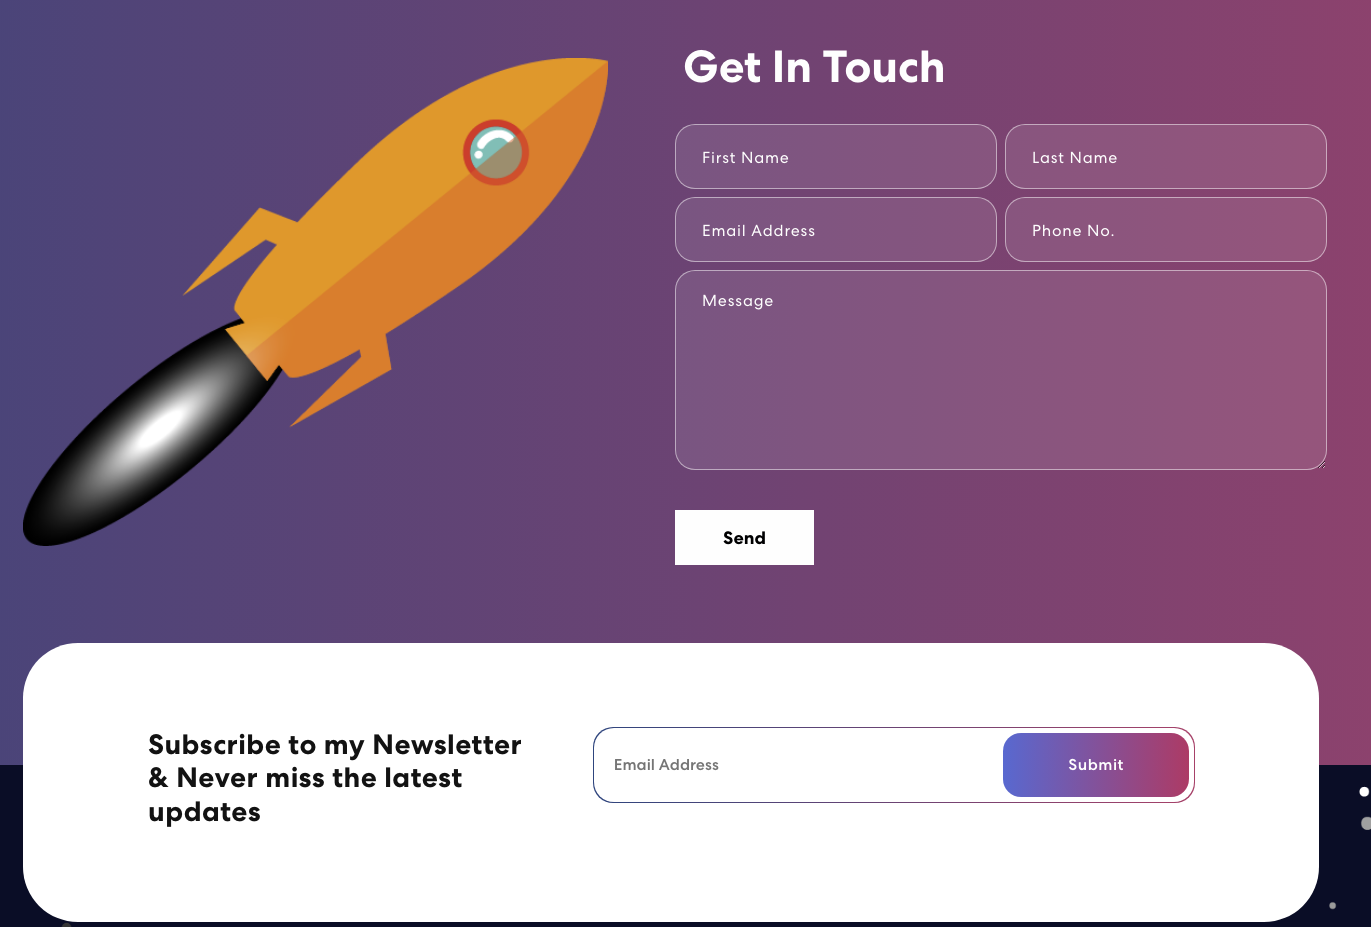 Get In Touch
First Name
Last Name
Email Address
Phone No.
Message
Send
Subscribe to my Newsletter
& Never miss the latest
updates
Email Address
Submit